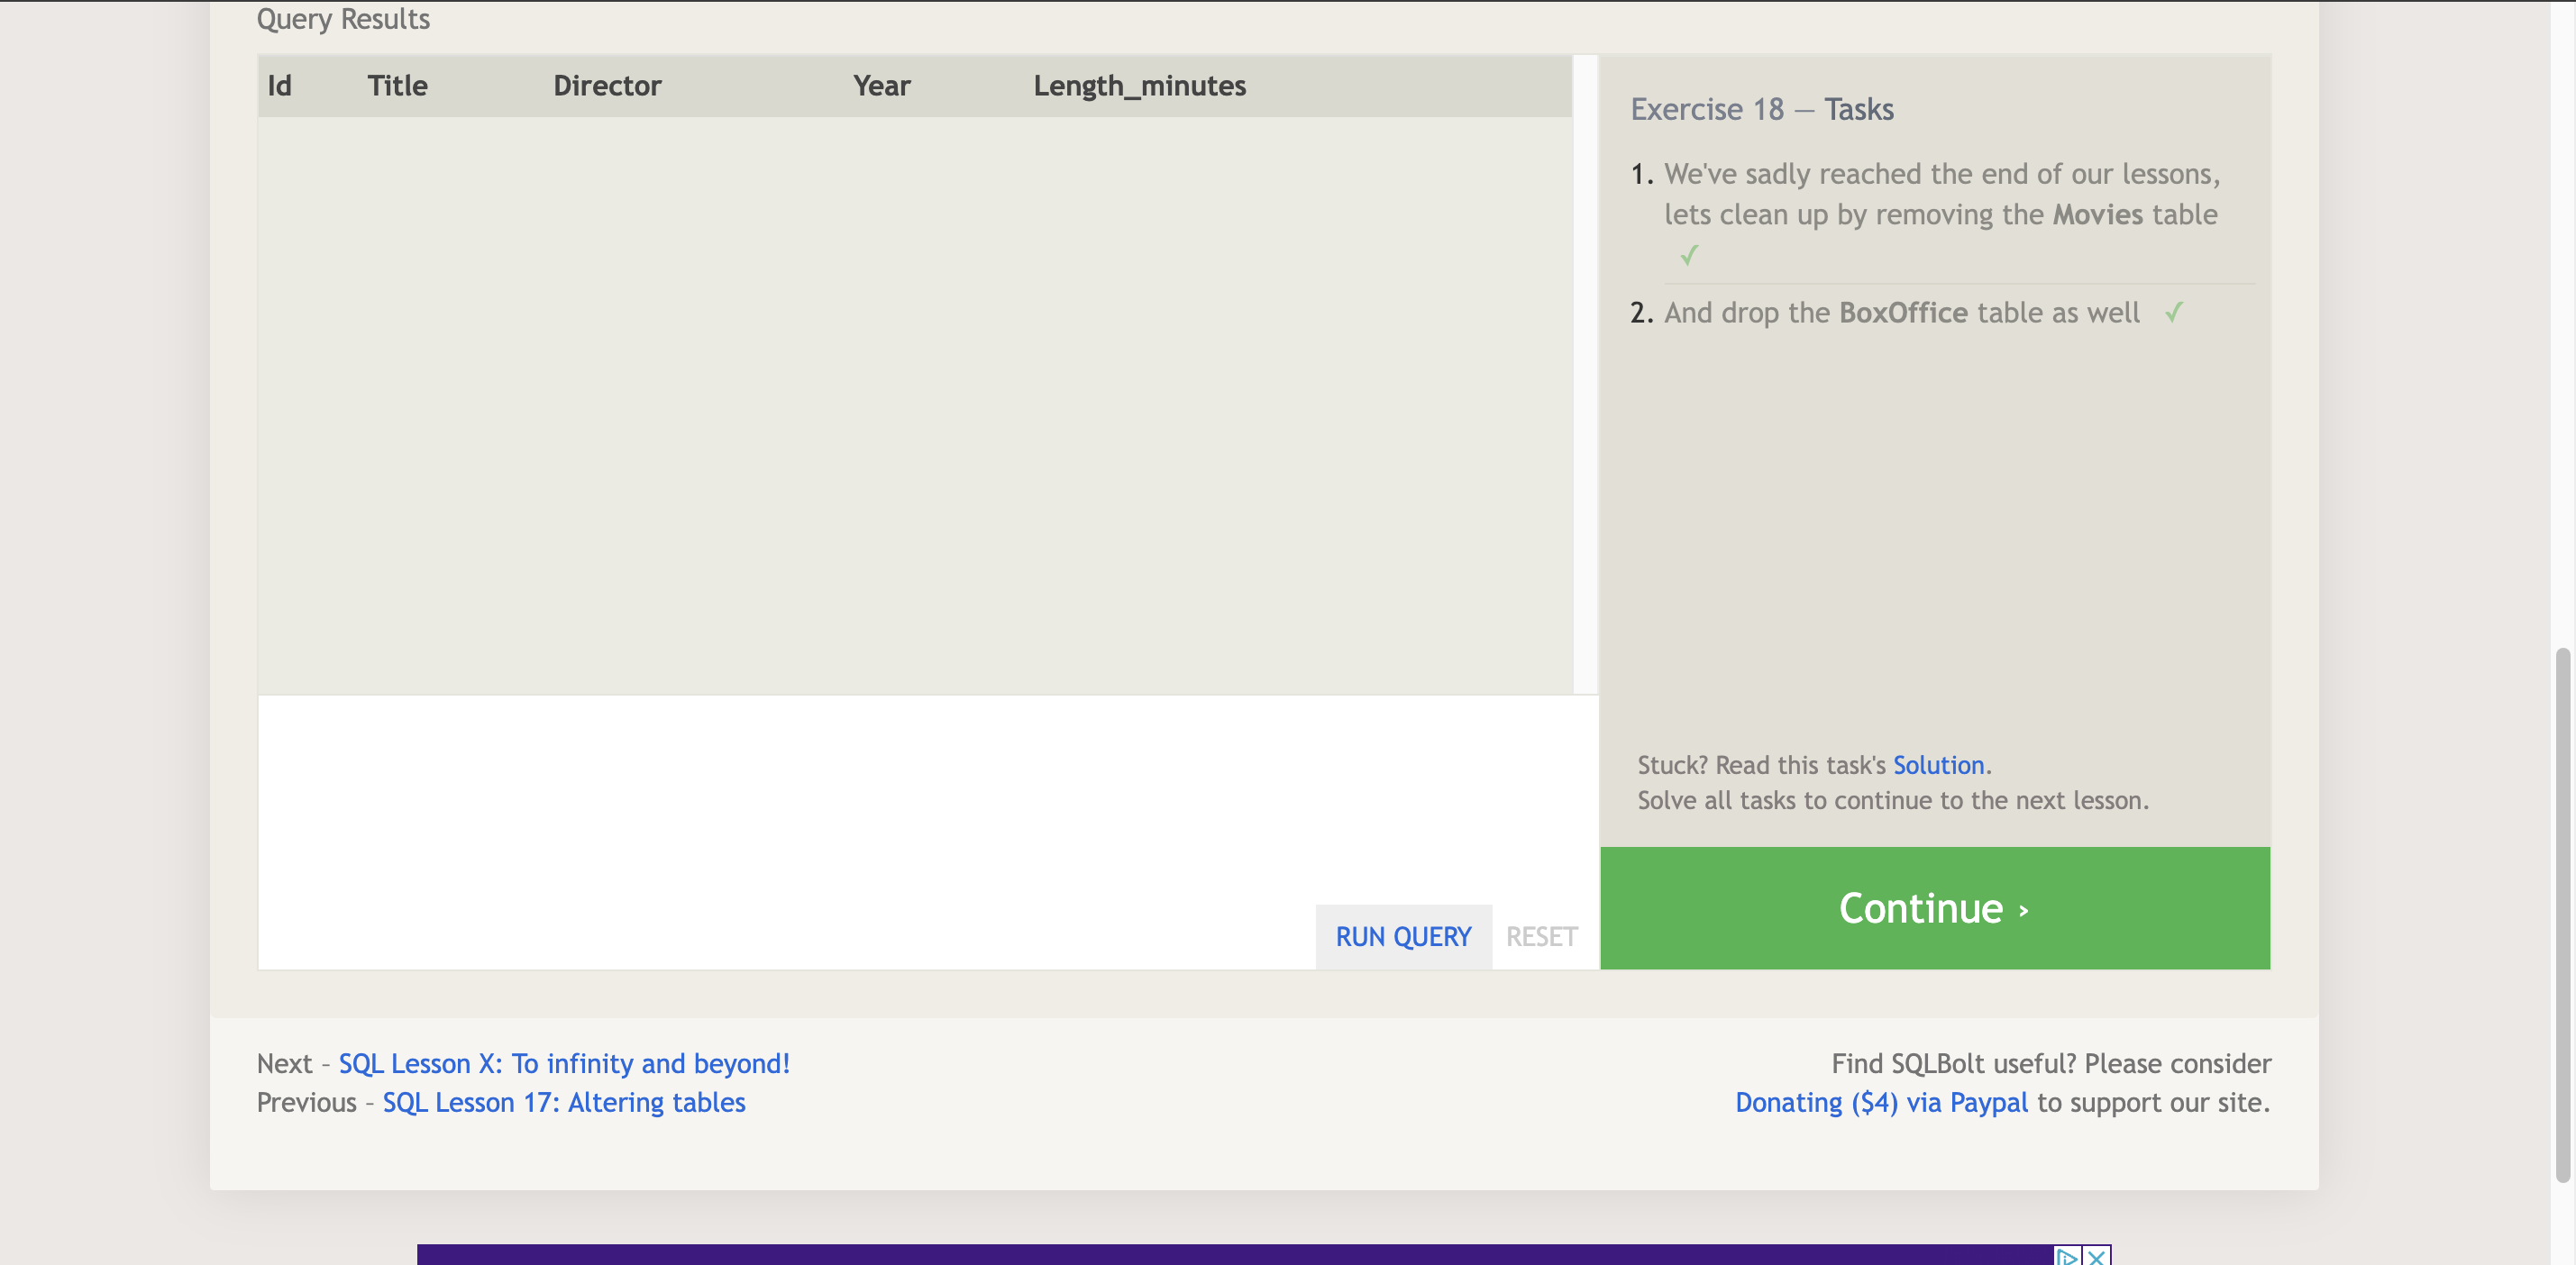 Query Results
Id Title Director Year Length_minutes
Exercise 18 — Tasks
1. We've sadly reached the end of our lessons,
lets clean up by removing the Movies table
✓
2. And drop the BoxOffice table as well ✓
Stuck? Read this task's Solution.
Solve all tasks to continue to the next lesson.
RUN QUERY RESET
Continue ›
Next – SQL Lesson X: To infinity and beyond!
Previous – SQL Lesson 17: Altering tables
Find SQLBolt useful? Please consider
Donating ($4) via Paypal to support our site.